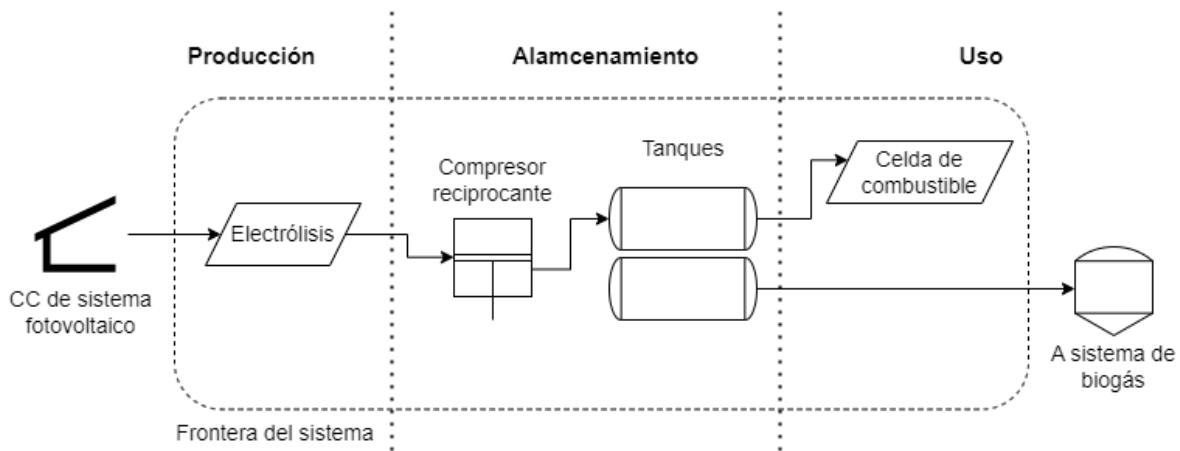 Producción
Alamcenamiento
Uso
Tanques
Celda de
combustible
Compresor
reciprocante
Electrólisis
CC de sistema
fotovoltaico
A sistema de
biogás
Frontera del sistema